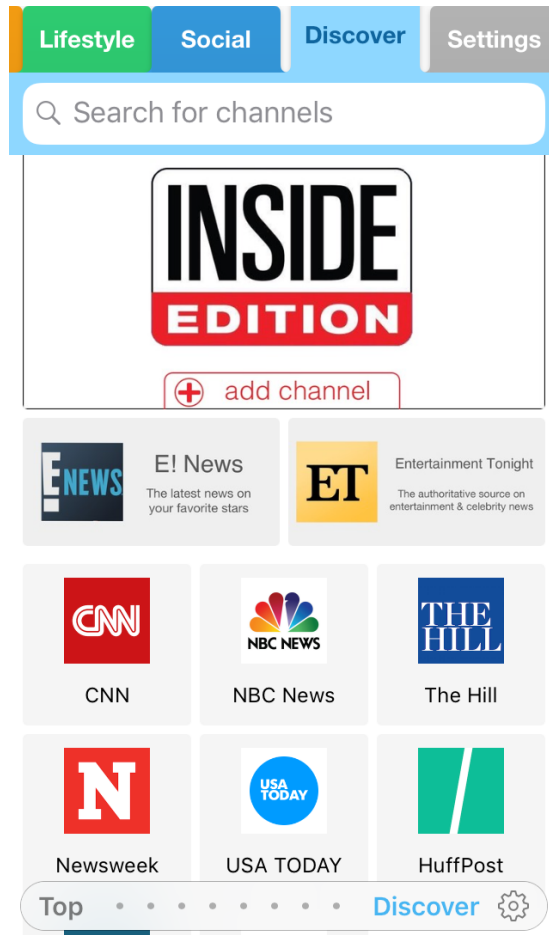 Lifestyle Social Discover Settings
Search for channels
INSIDE
EDITION
add channel
E! NEWS
E! News
The latest news on
your favorite stars
ET
Entertainment Tonight
The authoritative source on
entertainment & celebrity news
CNN
NBC NEWS
THE
HILL
CNN
NBC News
The Hill
N
USA
TODAY
Newsweek
USA TODAY
HuffPost
Top
Discover